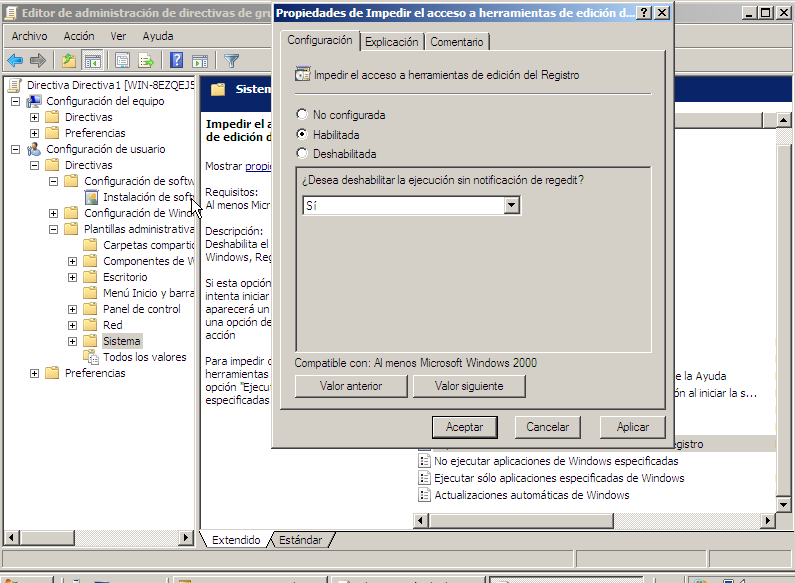 Editor de administración de directivas de gru
Propiedades de Impedir el acceso a herramientas de edición d...
Archivo Acción Ver Ayuda
Directiva Directiva1 [WIN-8EZQEJ5
Configuración del equipo
Directivas
Preferencias
Configuración de usuario
Directivas
Configuración de softw
Instalación de soft
Configuración de Windo
Plantillas administrativa
Carpetas compartid
Componentes de W
Escritorio
Menú Inicio y barra
Panel de control
Red
Sistema
Todos los valores
Preferencias
Sistem
Impedir el a
de edición d
Mostrar propie
Requisitos:
Al menos Micr
Descripción:
Deshabilita el
Windows, Reg
Si esta opción
intenta iniciar
aparecerá un
una opción de
acción
Para impedir q
herramientas
opción "Ejecut
especificadas
Extendido Estándar
Configuración Explicación Comentario
Impedir el acceso a herramientas de edición del Registro
No configurada
Habilitada
Deshabilitada
¿Desea deshabilitar la ejecución sin notificación de regedit?
Sí
Compatible con: Al menos Microsoft Windows 2000
Valor anterior Valor siguiente
Aceptar Cancelar Aplicar
e la Ayuda
ón al iniciar la s...
egistro
No ejecutar aplicaciones de Windows especificadas
Ejecutar sólo aplicaciones especificadas de Windows
Actualizaciones automáticas de Windows